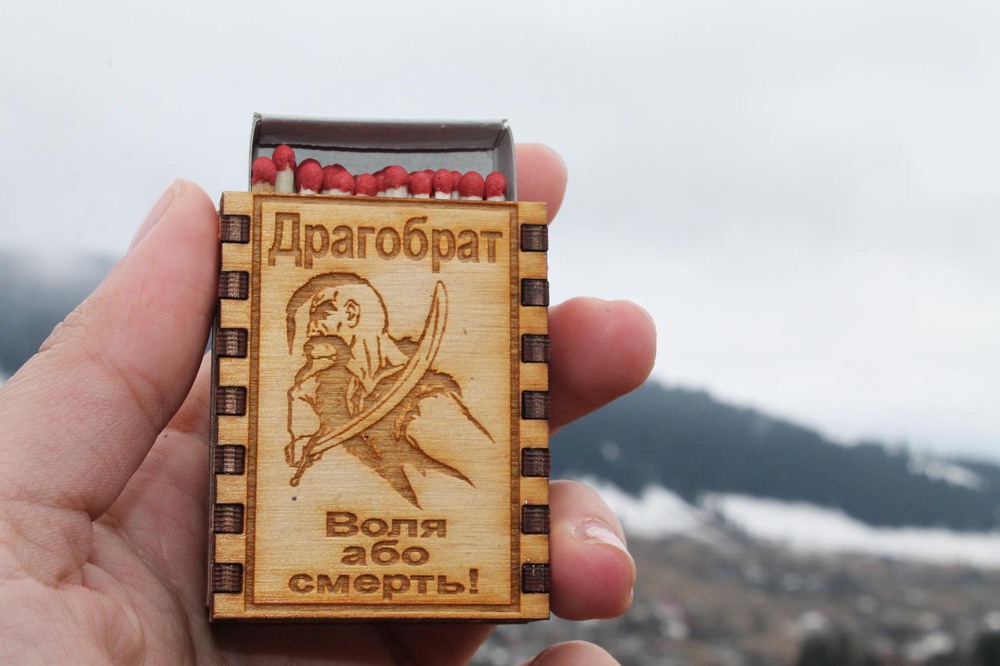 Драгобрат
Воля
або
смерть!